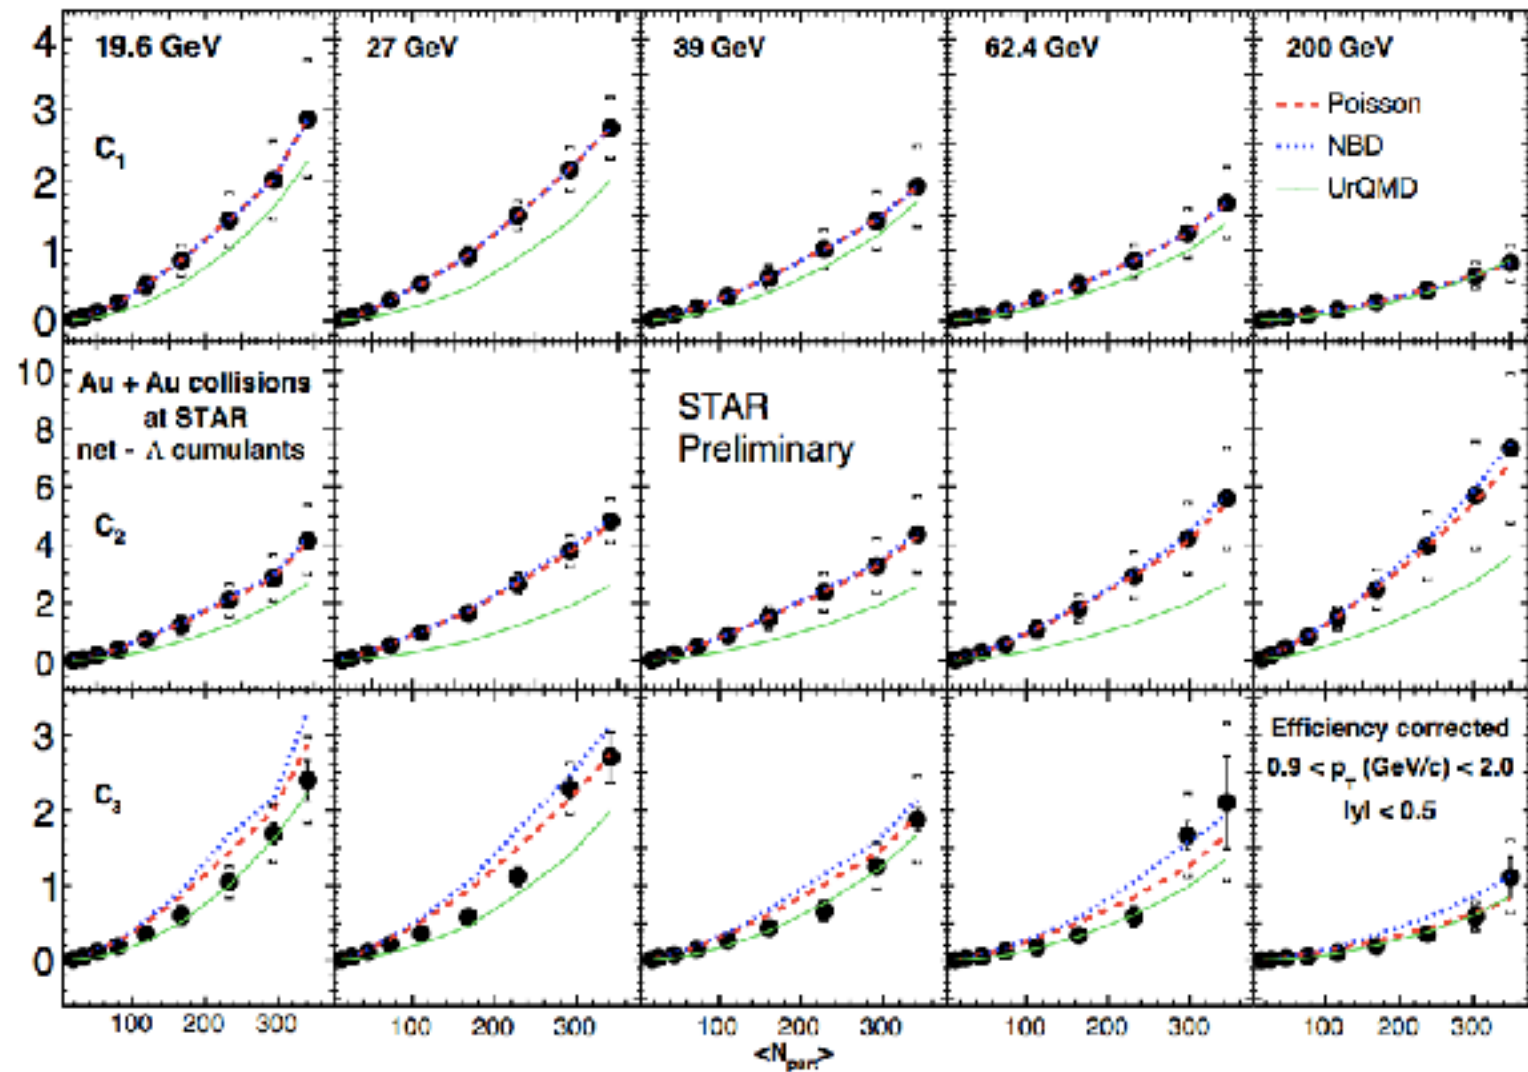 19.6 GeV
27 GeV
39 GeV
62.4 GeV
200 GeV
Poisson
NBD
UrQMD
C1
4
3
2
1
0
Au + Au collisions
at STAR
net - Λ cumulants
STAR
Preliminary
C2
10
8
6
4
2
0
Efficiency corrected
0.9 < pT (GeV/c) < 2.0
|y| < 0.5
C3
3
2
1
0
100 200 300 100 200 300 100 200 300 100 200 300 100 200 300
<Npart>